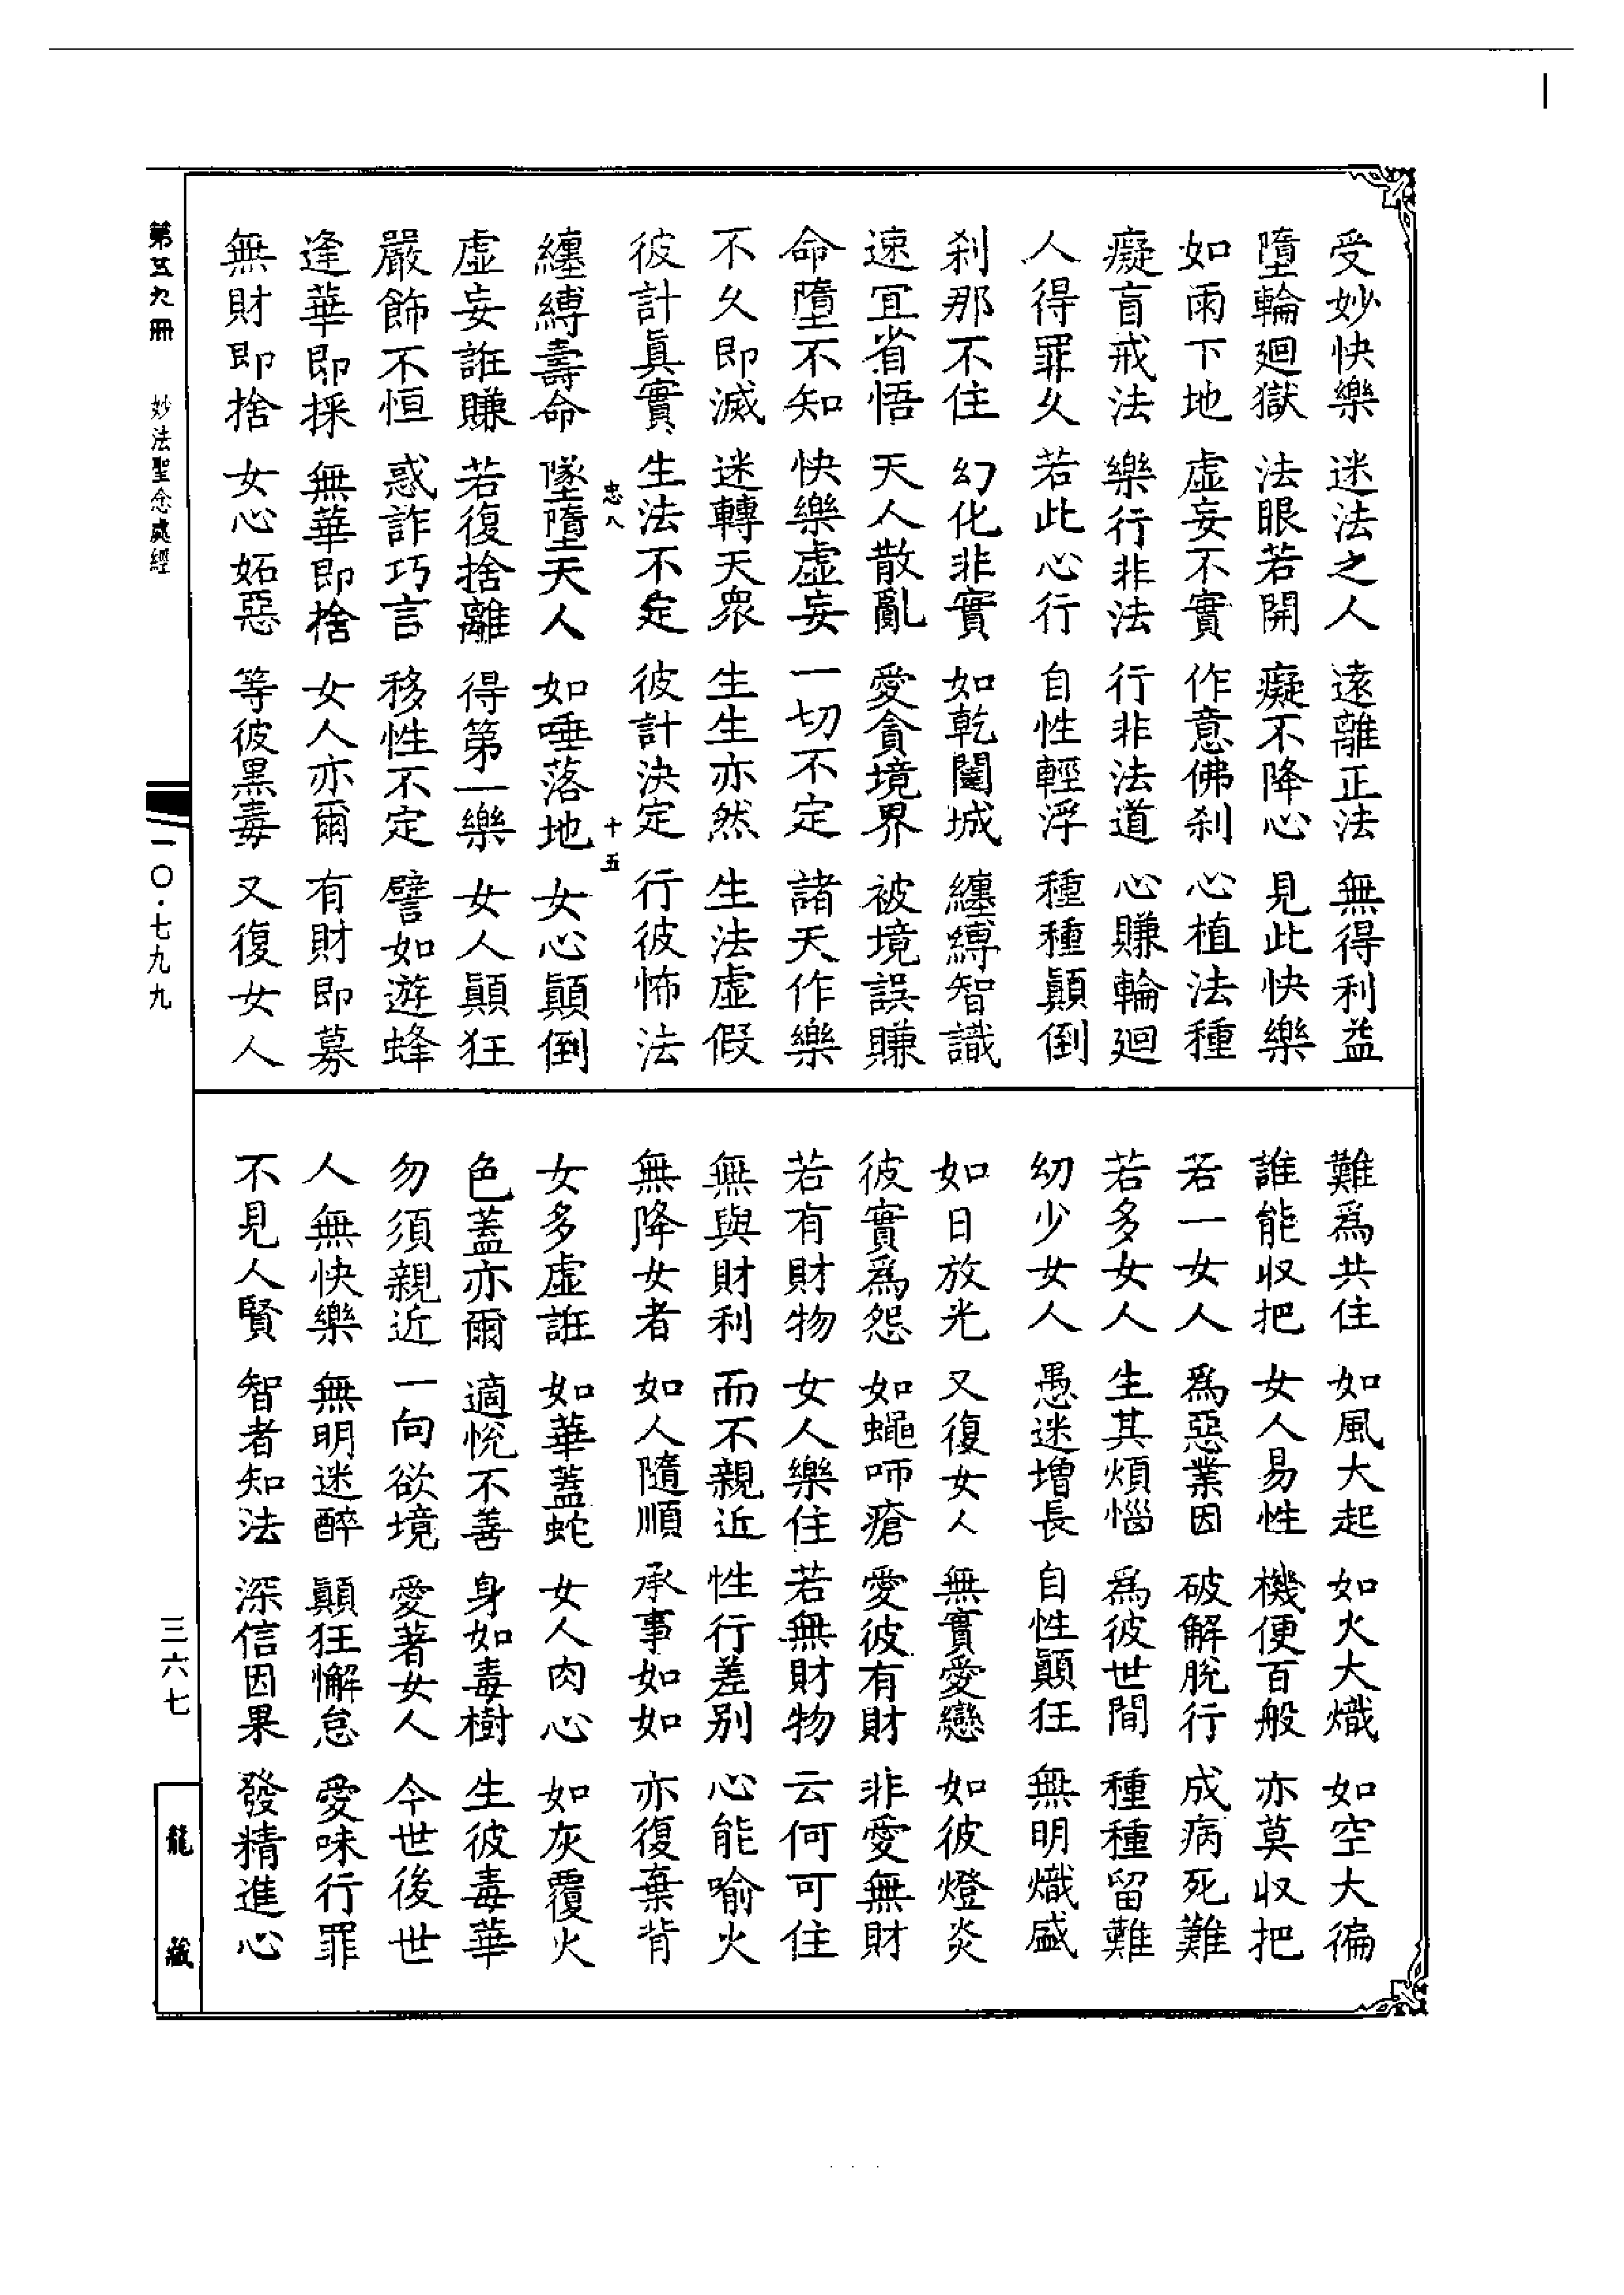 受妙快樂 迷法之人 遠離正法 無得利益
墮輪廻獄 法眼若開 癡不降心 見此快樂
如雨下地 虛妄不實 作意佛刹 心植法種
癡盲戒法 樂行非法 行非法道 心賺輪廻
人得罪久 若此心行 自性輕浮 種種顚倒
刹那不住 幻化非實 如乾闥城 纏縛智識
速宜省悟 天人散亂 愛貪境界 被境誤賺
命墮不知 快樂虛妄 一切不定 諸天作樂
不久即滅 迷轉天眾 生生亦然 生法虛假
彼計眞實 生法不定 彼計決定 行彼怖法
忠八 十五
纏縛壽命 墜墮天人 如唾落地 女心顚倒
虛妄誑賺 若復捨離 得第一樂 女人顚狂
嚴飾不恒 惑詐巧言 移性不定 譬如遊蜂
逢華即採 無華即捨 女人亦爾 有財即慕
無財即捨 女心妬惡 等彼黑毒 又復女人
難爲共住 如風大起 如火大熾 如空大徧
誰能收把 女人易性 機便百般 亦莫收把
若一女人 爲惡業因 破解脫行 成病死難
若多女人 生其煩惱 爲彼世間 種種留難
幼少女人 愚迷增長 自性顚狂 無明熾盛
如日放光 又復女人 無實愛戀 如彼燈炎
彼實爲怨 如蠅咂瘡 愛彼有財 非愛無財
若有財物 女人樂住 若無財物 云何可住
無與財利 而不親近 性行差別 心能喻火
無降女者 如人隨順 承事如如 亦復棄背
女多虛誑 如華蓋蛇 女人肉心 如灰覆火
色蓋亦爾 適悅不善 身如毒樹 生彼毒華
勿須親近 一向欲境 愛著女人 今世後世
人無快樂 無明迷醉 顚狂懈怠 愛味行罪
不見人賢 智者知法 深信因果 發精進心
第五九冊 妙法聖念處經 一〇·七九九
三六七
龍藏